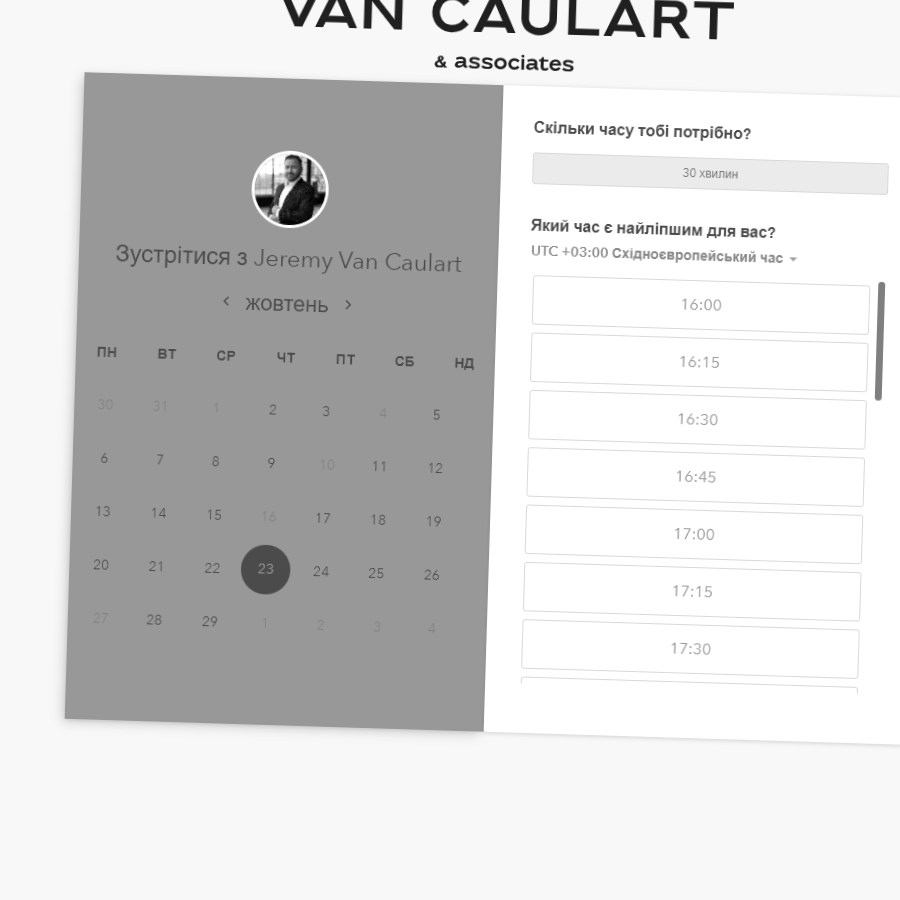 VAN CAULART
& associates
Зустрітися з Jeremy Van Caulart
жовтень
ПН ВТ СР ЧТ ПТ СБ НД
30 31 1 2 3 4 5
6 7 8 9 10 11 12
13 14 15 16 17 18 19
20 21 22 23 24 25 26
27 28 29 1 2 3 4
Скільки часу тобі потрібно?
30 хвилин
Який час є найліпшим для вас?
UTC +03:00 Східноєвропейський час
16:00
16:15
16:30
16:45
17:00
17:15
17:30